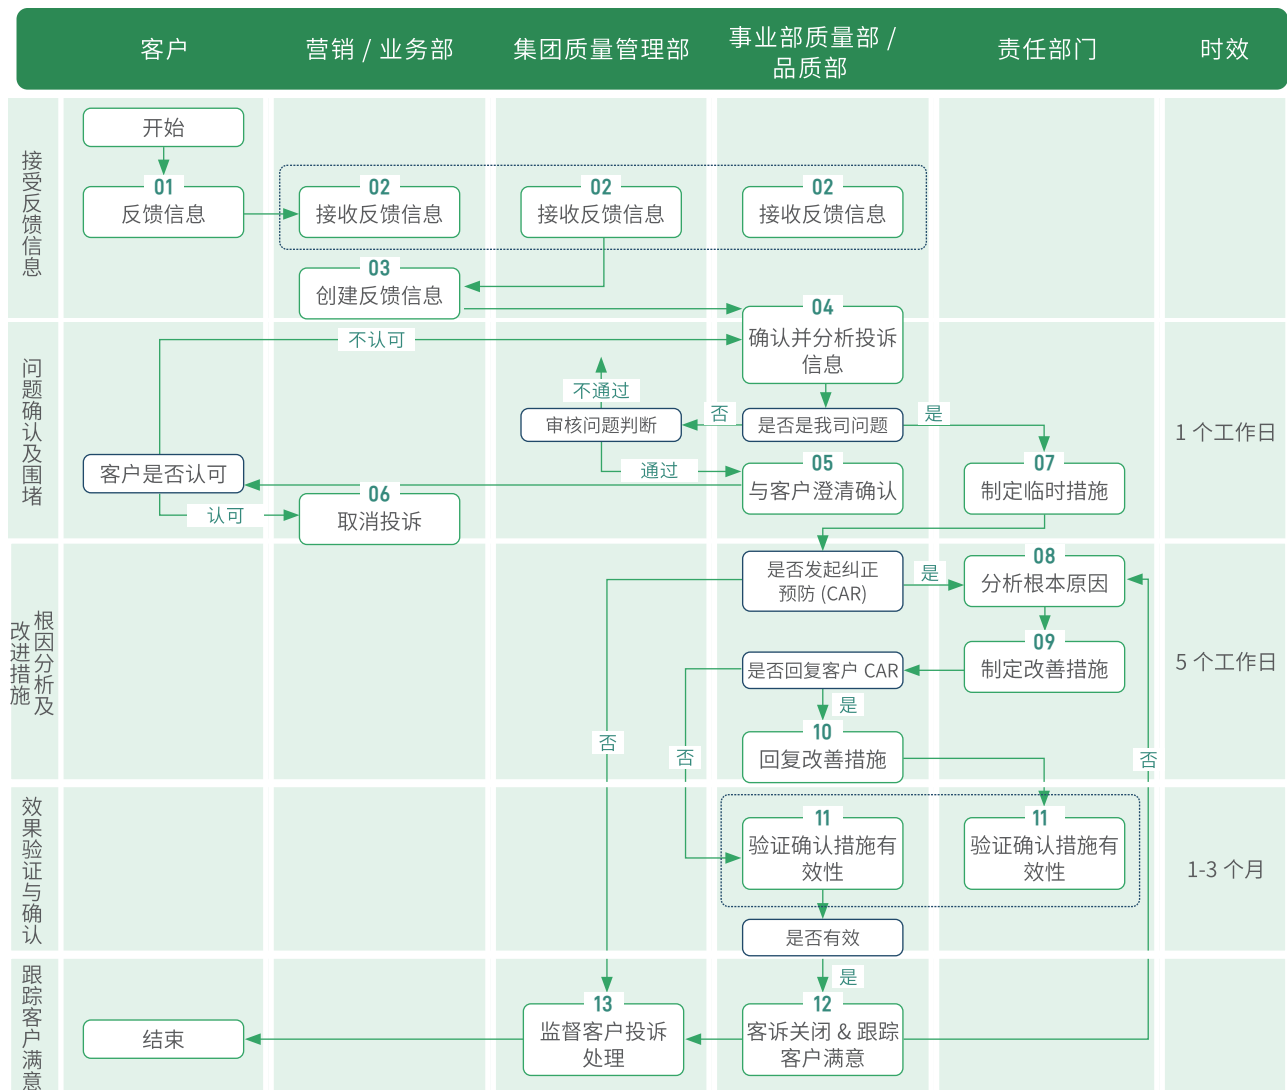 客户
营销 / 业务部
集团质量管理部
事业部质量部 /
品质部
责任部门
时效
接受反馈信息
开始
01
反馈信息
02
接收反馈信息
02
接收反馈信息
02
接收反馈信息
03
创建反馈信息
04
确认并分析投诉
信息
问题确认及围堵
不认可
不通过
审核问题判断
否
是否是我司问题
是
1 个工作日
客户是否认可
通过
05
与客户澄清确认
07
制定临时措施
06
取消投诉
认可
根因分析及
改进措施
是否发起纠正
预防 (CAR)
是
08
分析根本原因
09
制定改善措施
是否回复客户 CAR
5 个工作日
是
否
否
10
回复改善措施
否
效果验证与确认
11
验证确认措施有
效性
11
验证确认措施有
效性
1-3 个月
是否有效
跟踪客户满意
是
13
监督客户投诉
处理
12
客诉关闭 & 跟踪
客户满意
结束